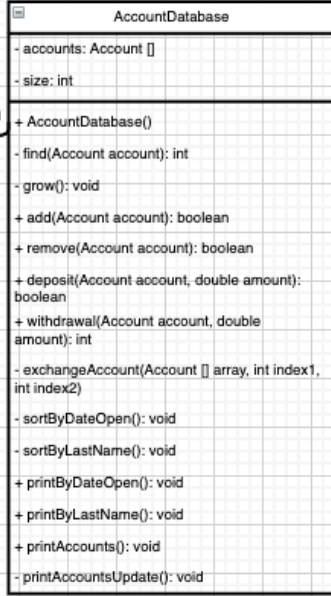 AccountDatabase
- accounts: Account []
- size: int
+ AccountDatabase()
- find(Account account): int
- grow(): void
+ add(Account account): boolean
+ remove(Account account): boolean
+ deposit(Account account, double amount):
boolean
+ withdrawal(Account account, double
amount): int
- exchangeAccount(Account [] array, int index1,
int index2)
- sortByDateOpen(): void
- sortByLastName(): void
+ printByDateOpen(): void
+ printByLastName(): void
+ printAccounts(): void
- printAccountsUpdate(): void